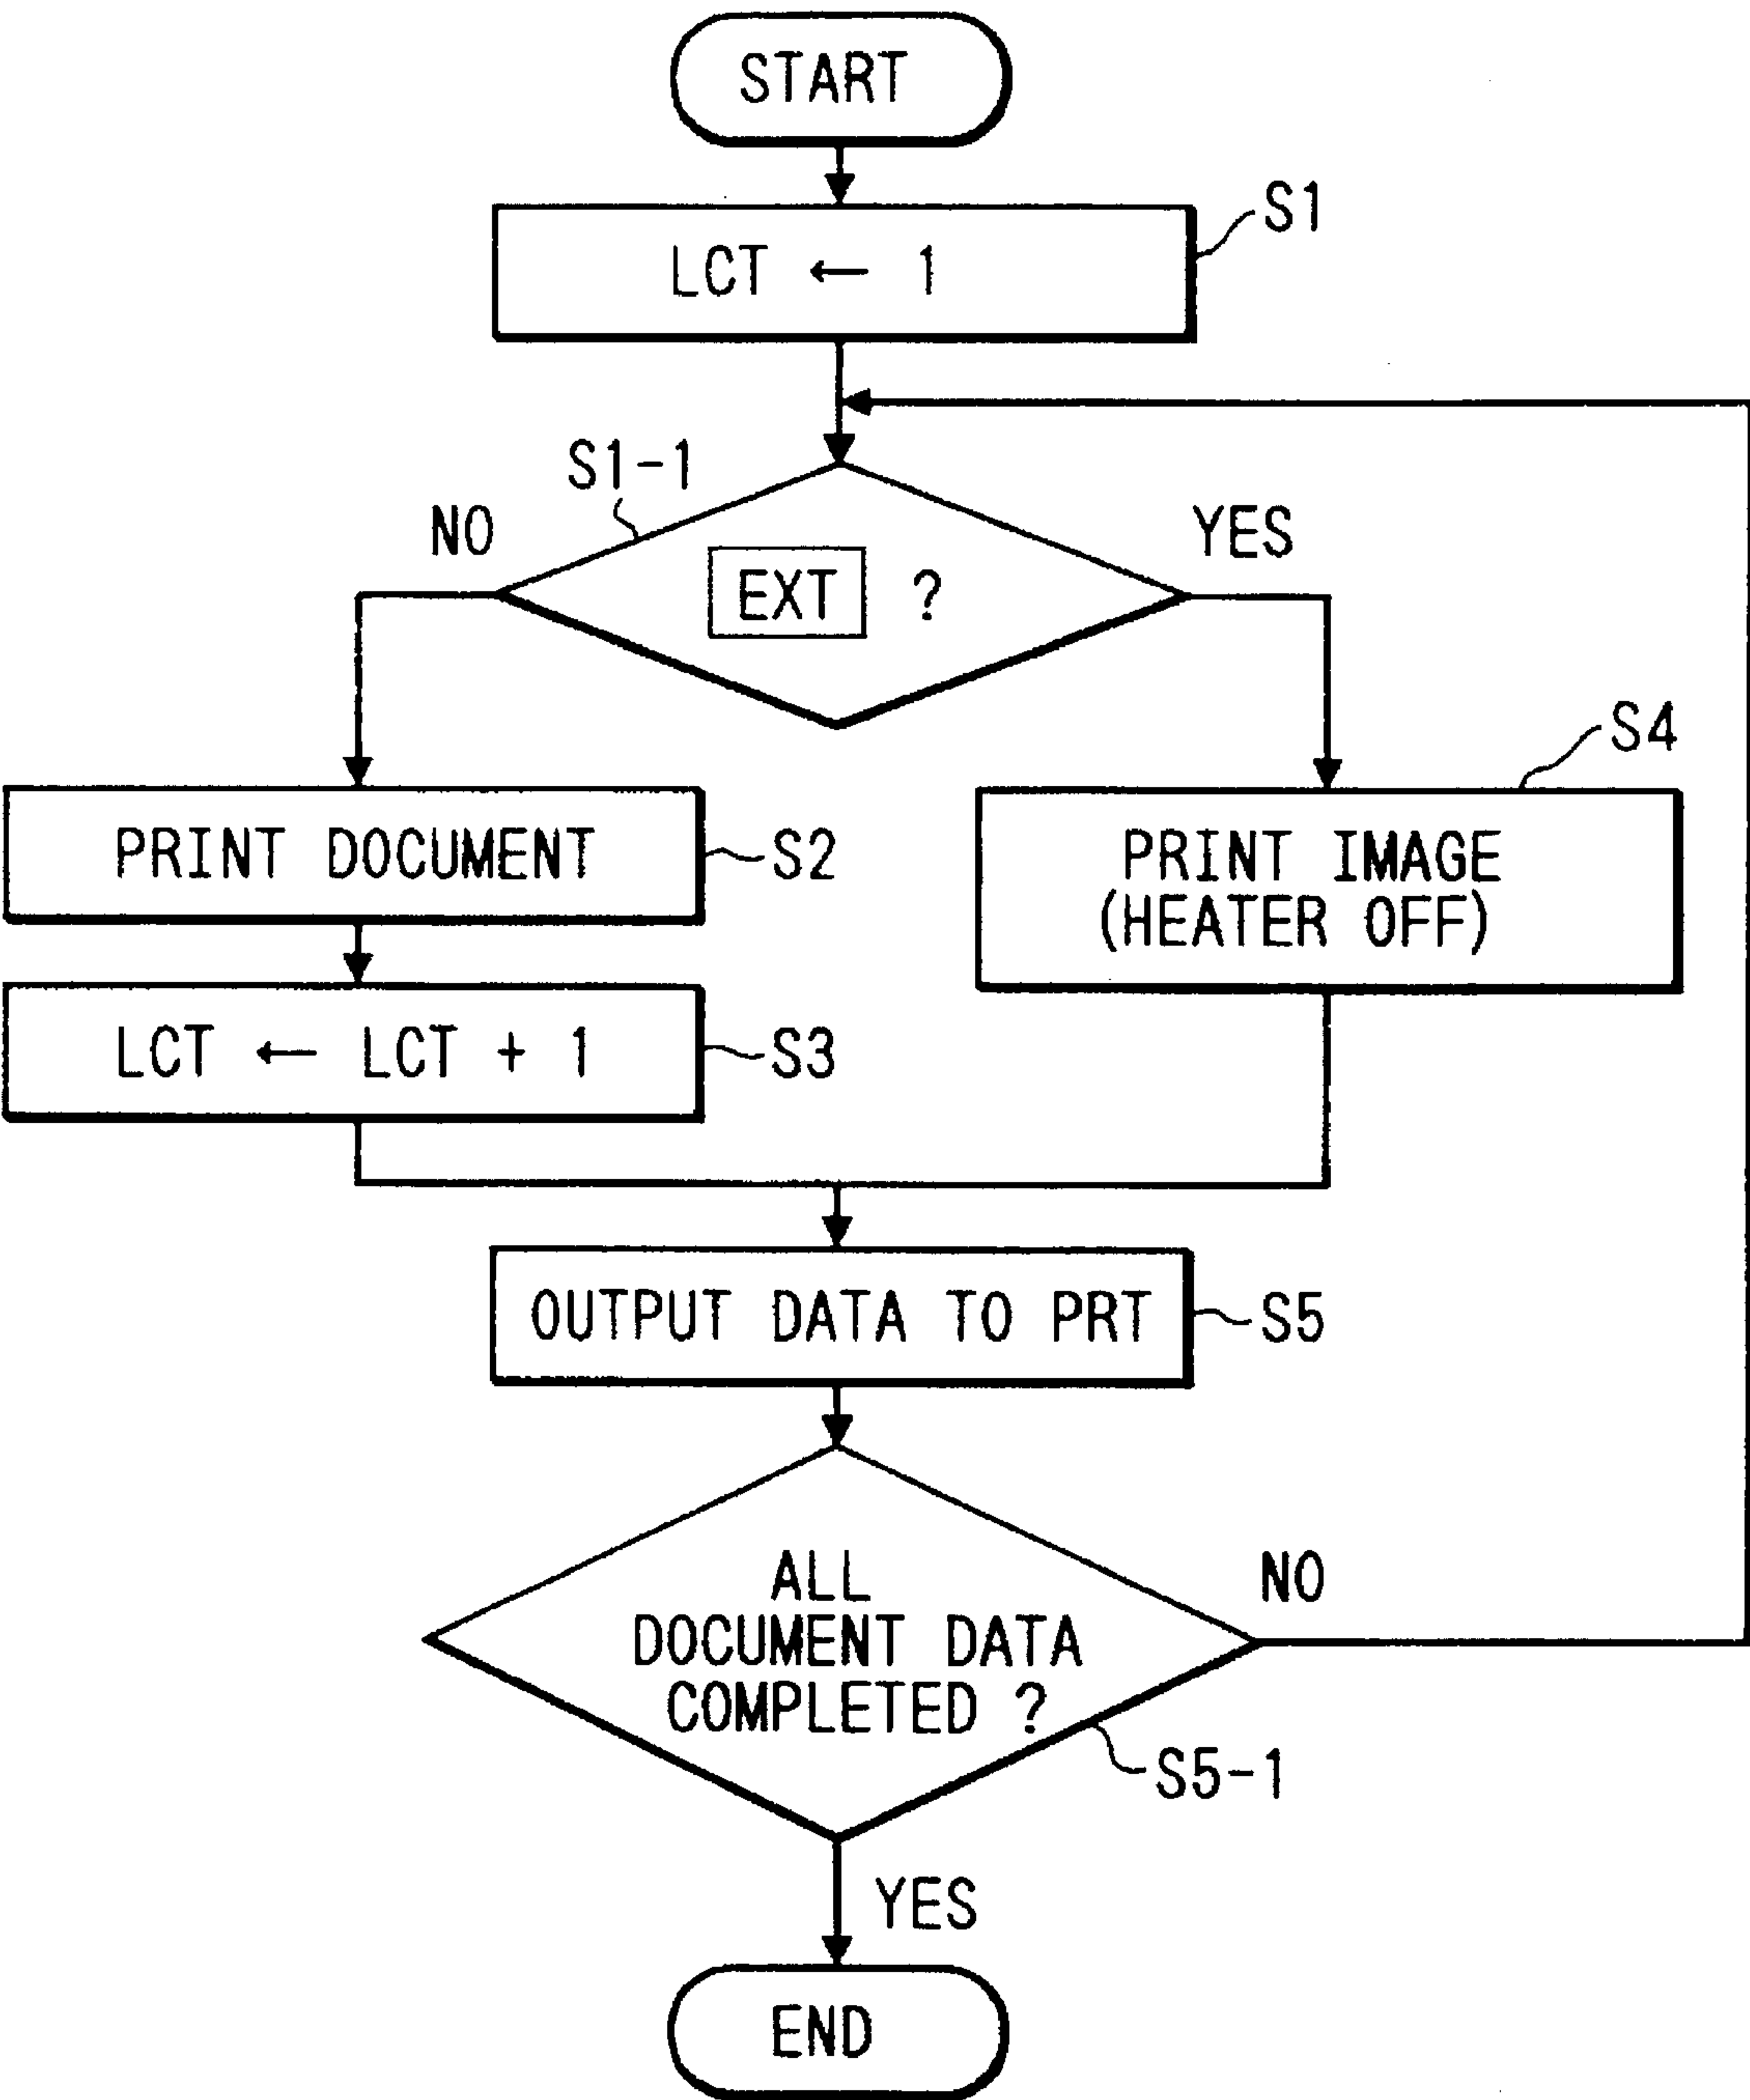 START
LCT ← 1
S1
S1-1
NO
YES
EXT ?
S4
PRINT DOCUMENT
S2
PRINT IMAGE
(HEATER OFF)
LCT ← LCT + 1
S3
OUTPUT DATA TO PRT
S5
ALL
DOCUMENT DATA
COMPLETED ?
NO
S5-1
YES
END